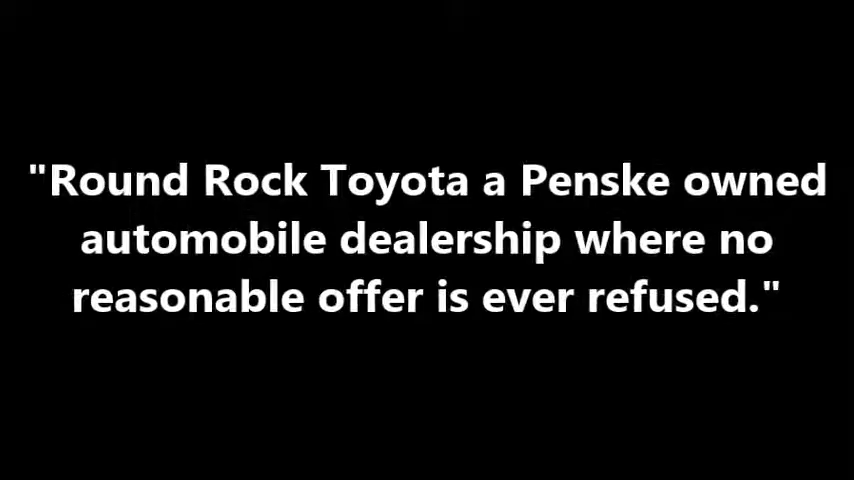 "Round Rock Toyota a Penske owned
automobile dealership where no
reasonable offer is ever refused."